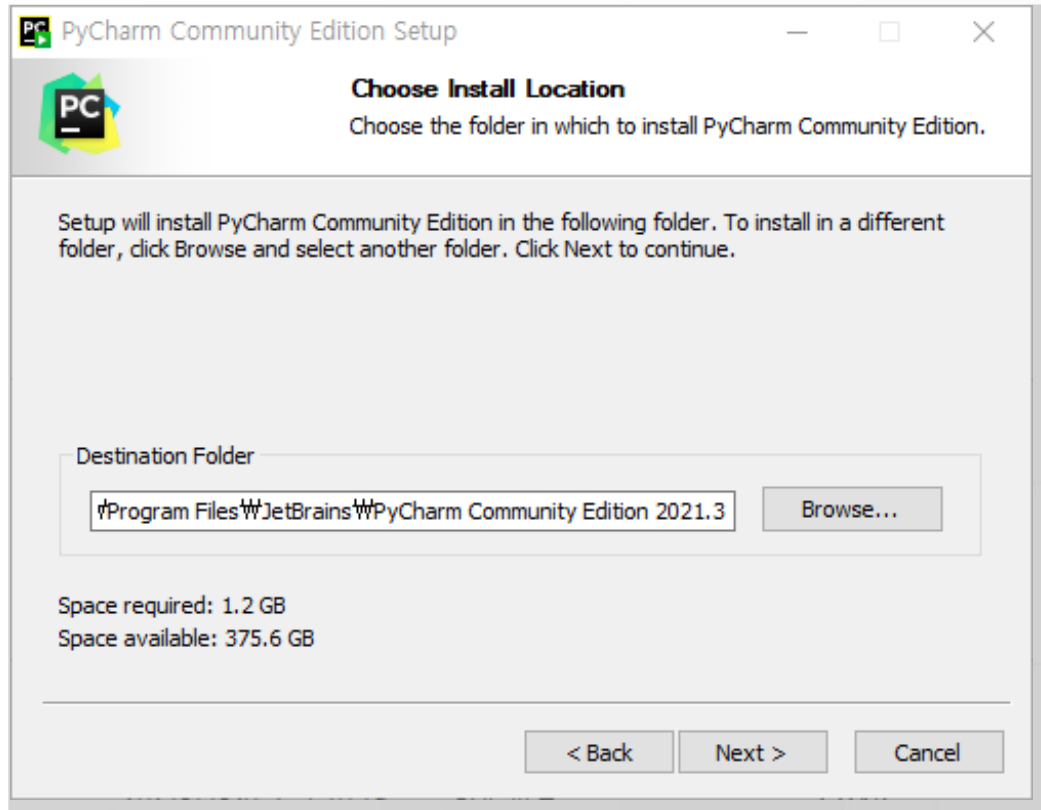 PyCharm Community Edition Setup
PC
Choose Install Location
Choose the folder in which to install PyCharm Community Edition.
Setup will install PyCharm Community Edition in the following folder. To install in a different
folder, click Browse and select another folder. Click Next to continue.
Destination Folder
₩Program Files₩JetBrains₩PyCharm Community Edition 2021.3
Browse...
Space required: 1.2 GB
Space available: 375.6 GB
< Back
Next >
Cancel